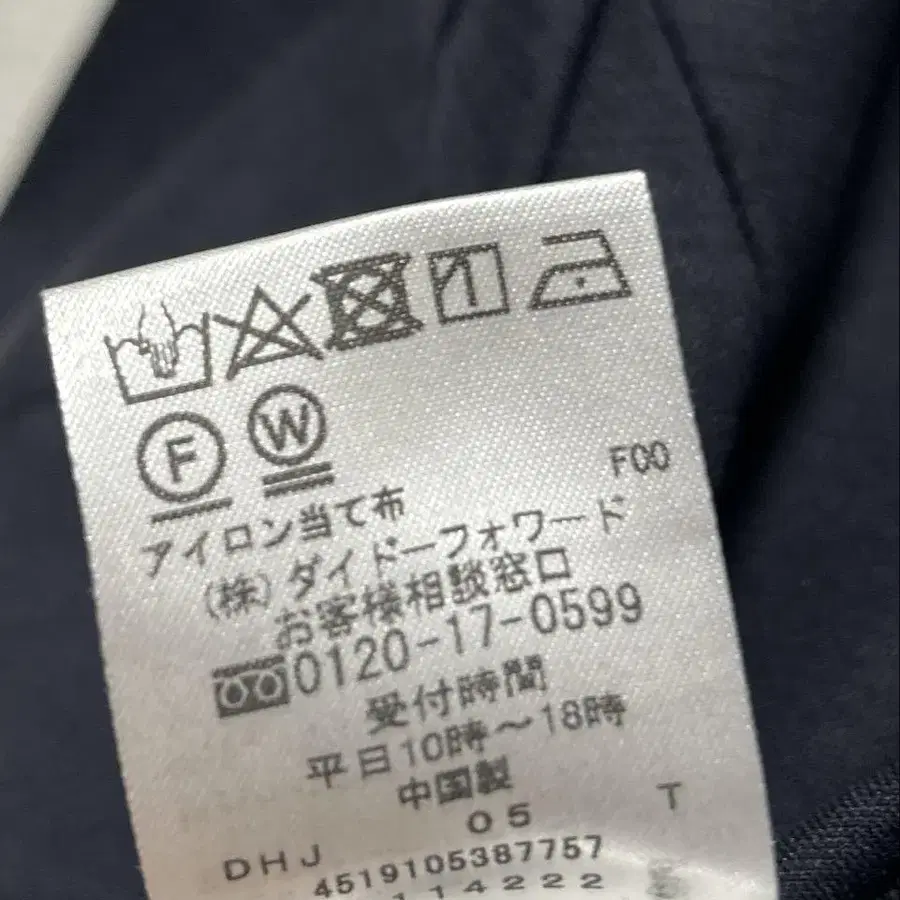 F W
F00
アイロン当て布
(株)ダイドーフォワード
お客様相談窓口
0120-17-0599
受付時間
平日10時～18時
中国製
05 T
DHJ
4519105387757
114222